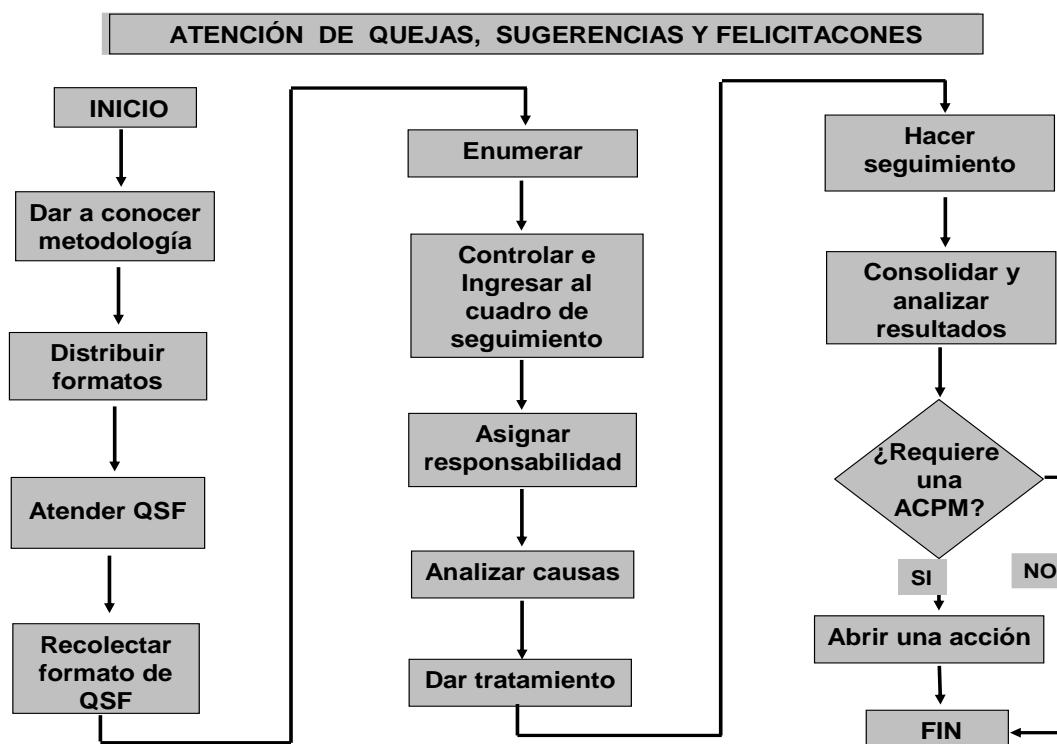 ATENCIÓN DE QUEJAS, SUGERENCIAS Y FELICITACONES
INICIO
Dar a conocer
metodología
Distribuir
formatos
Atender QSF
Recolectar
formato de
QSF
Enumerar
Controlar e
Ingresar al
cuadro de
seguimiento
Asignar
responsabilidad
Analizar causas
Dar tratamiento
Hacer
seguimiento
Consolidar y
analizar
resultados
¿Requiere
una
ACPM?
SI
NO
Abrir una acción
FIN